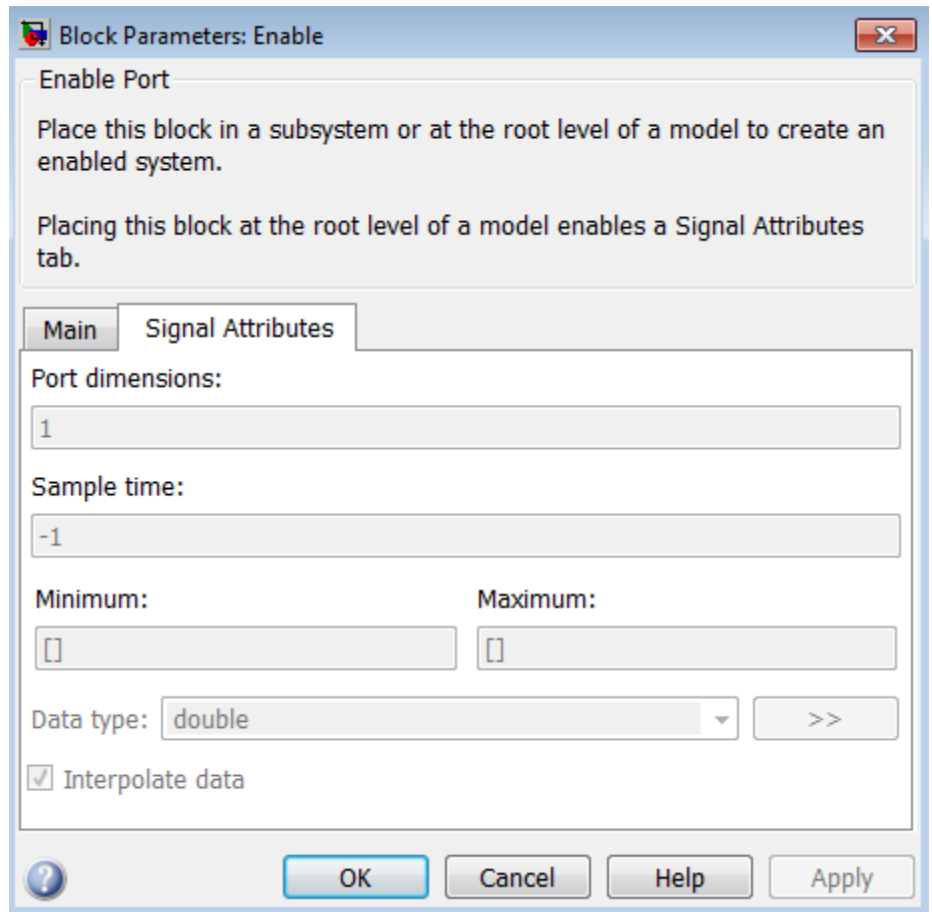 Block Parameters: Enable
Enable Port
Place this block in a subsystem or at the root level of a model to create an
enabled system.
Placing this block at the root level of a model enables a Signal Attributes
tab.
Main
Signal Attributes
Port dimensions:
1
Sample time:
-1
Minimum:
Maximum:
[]
[]
Data type:
double
>>
Interpolate data
?
OK
Cancel
Help
Apply